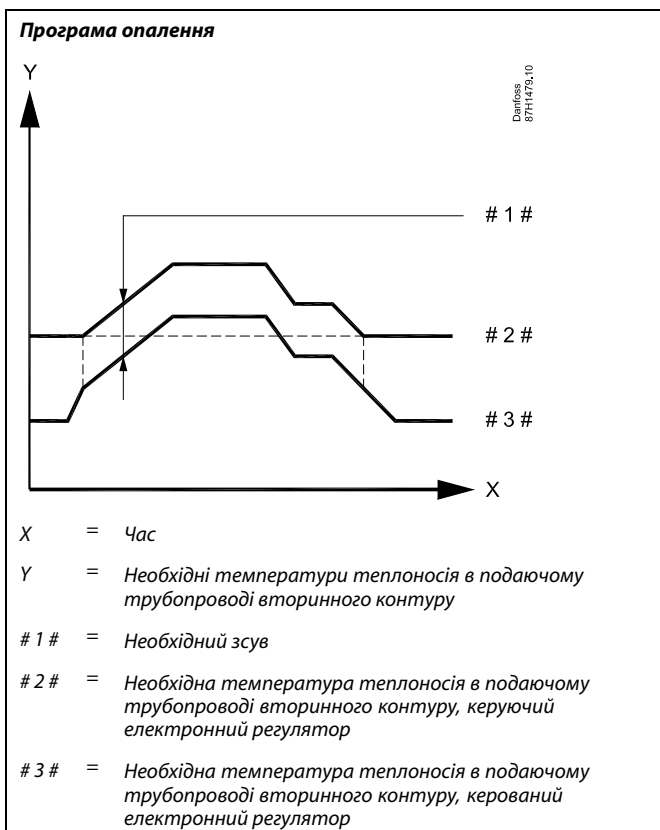 Програма опалення
Y
Danfoss
87H1479.10
# 1 #
# 2 #
# 3 #
X
X = Час
Y = Необхідні температури теплоносія в подаючому
трубопроводі вторинного контуру
# 1 # = Необхідний зсув
# 2 # = Необхідна температура теплоносія в подаючому
трубопроводі вторинного контуру, керуючий
електронний регулятор
# 3 # = Необхідна температура теплоносія в подаючому
трубопроводі вторинного контуру, керований
електронний регулятор